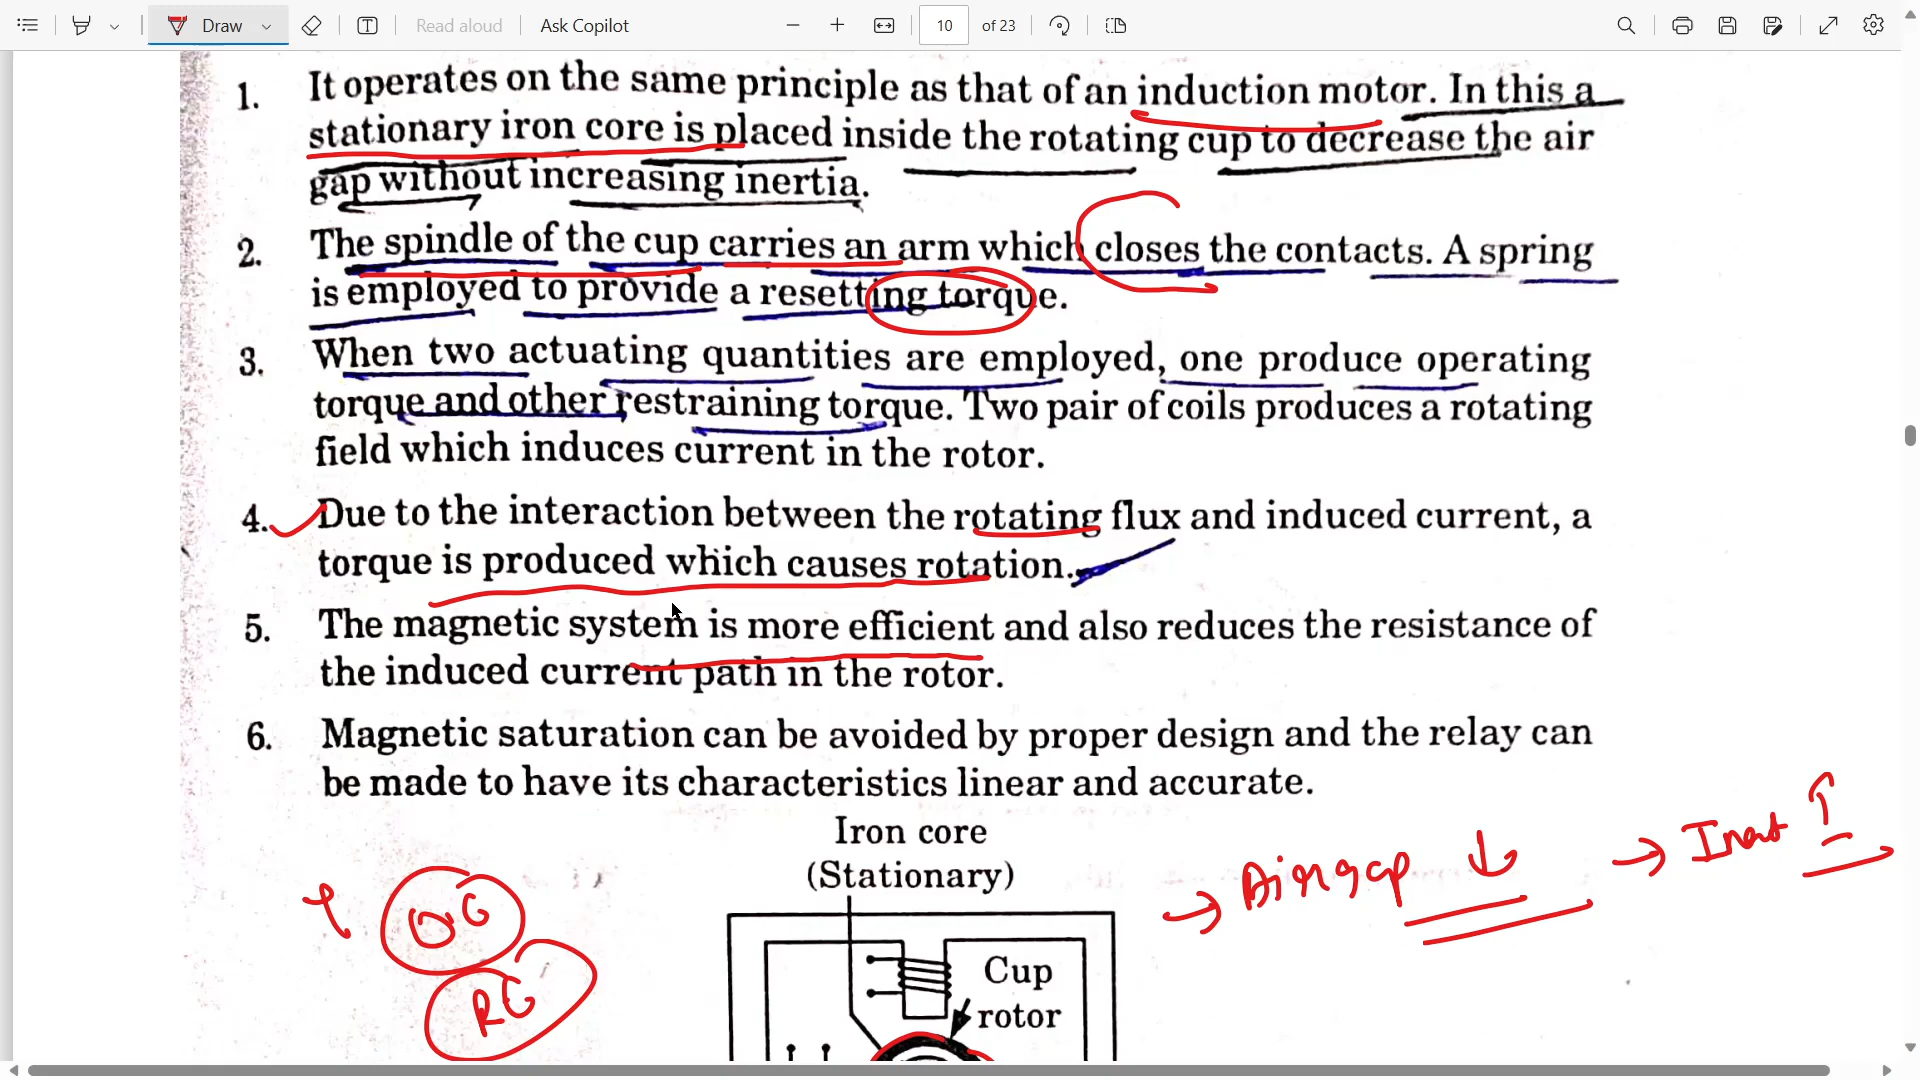 Draw
Read aloud
Ask Copilot
10
of 23
1. It operates on the same principle as that of an induction motor. In this a
stationary iron core is placed inside the rotating cup to decrease the air
gap without increasing inertia.
2. The spindle of the cup carries an arm which closes the contacts. A spring
is employed to provide a resetting torque.
3. When two actuating quantities are employed, one produce operating
torque and other restraining torque. Two pair of coils produces a rotating
field which induces current in the rotor.
4. Due to the interaction between the rotating flux and induced current, a
torque is produced which causes rotation.
5. The magnetic system is more efficient and also reduces the resistance of
the induced current path in the rotor.
6. Magnetic saturation can be avoided by proper design and the relay can
be made to have its characteristics linear and accurate.
Iron core
(Stationary)
→ Airgap ↓
Cup
rotor